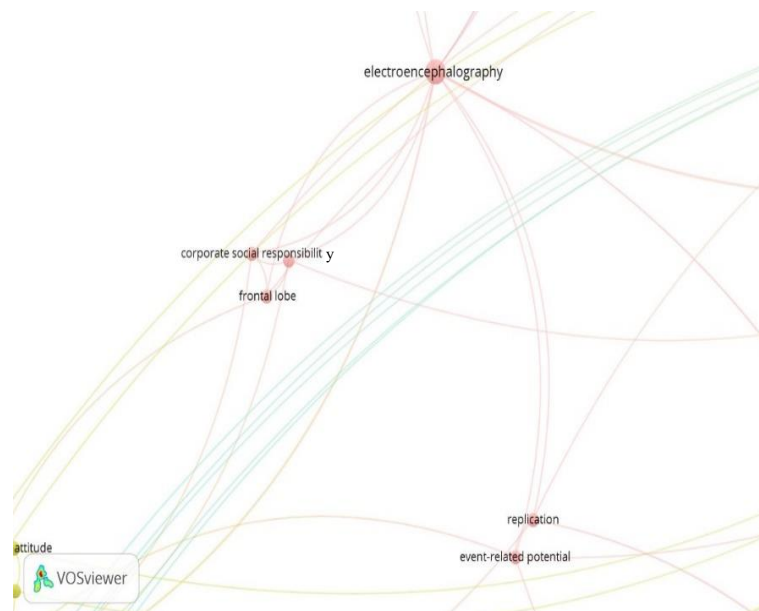 electroencephalography
corporate social responsibilit y
frontal lobe
replication
event-related potential
attitude
VOSviewer